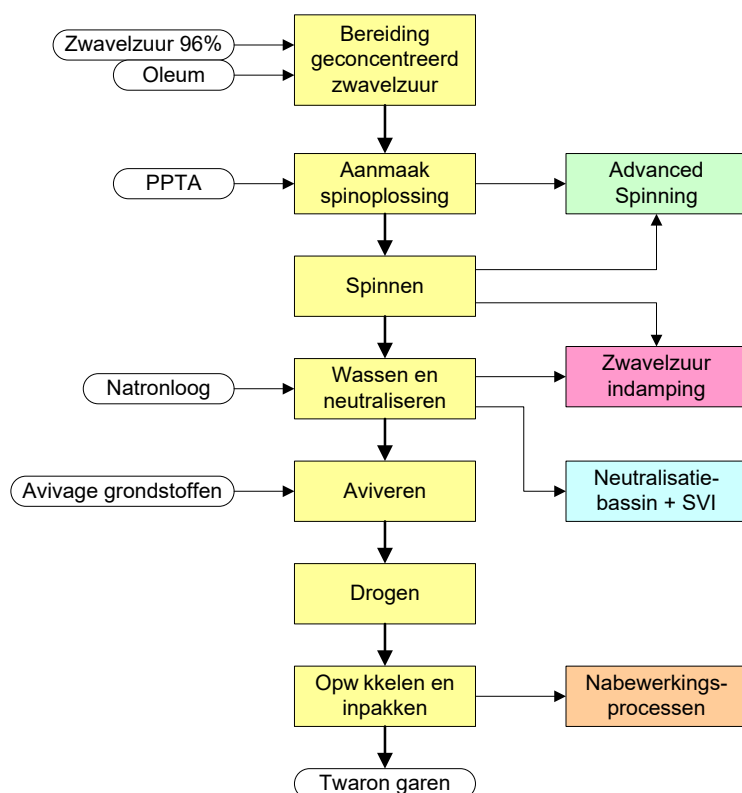 Zwavelzuur 96%
Oleum
Bereiding
geconcentreerd
zwavelzuur
PPTA
Aanmaak
spinoplossing
Advanced
Spinning
Spinnen
Natronloog
Wassen en
neutraliseren
Zwavelzuur
indamping
Avivage grondstoffen
Aviveren
Neutralisatie-
bassin + SVI
Drogen
Opw kkelen en
inpakken
Nabewerkings-
processen
Twaron garen